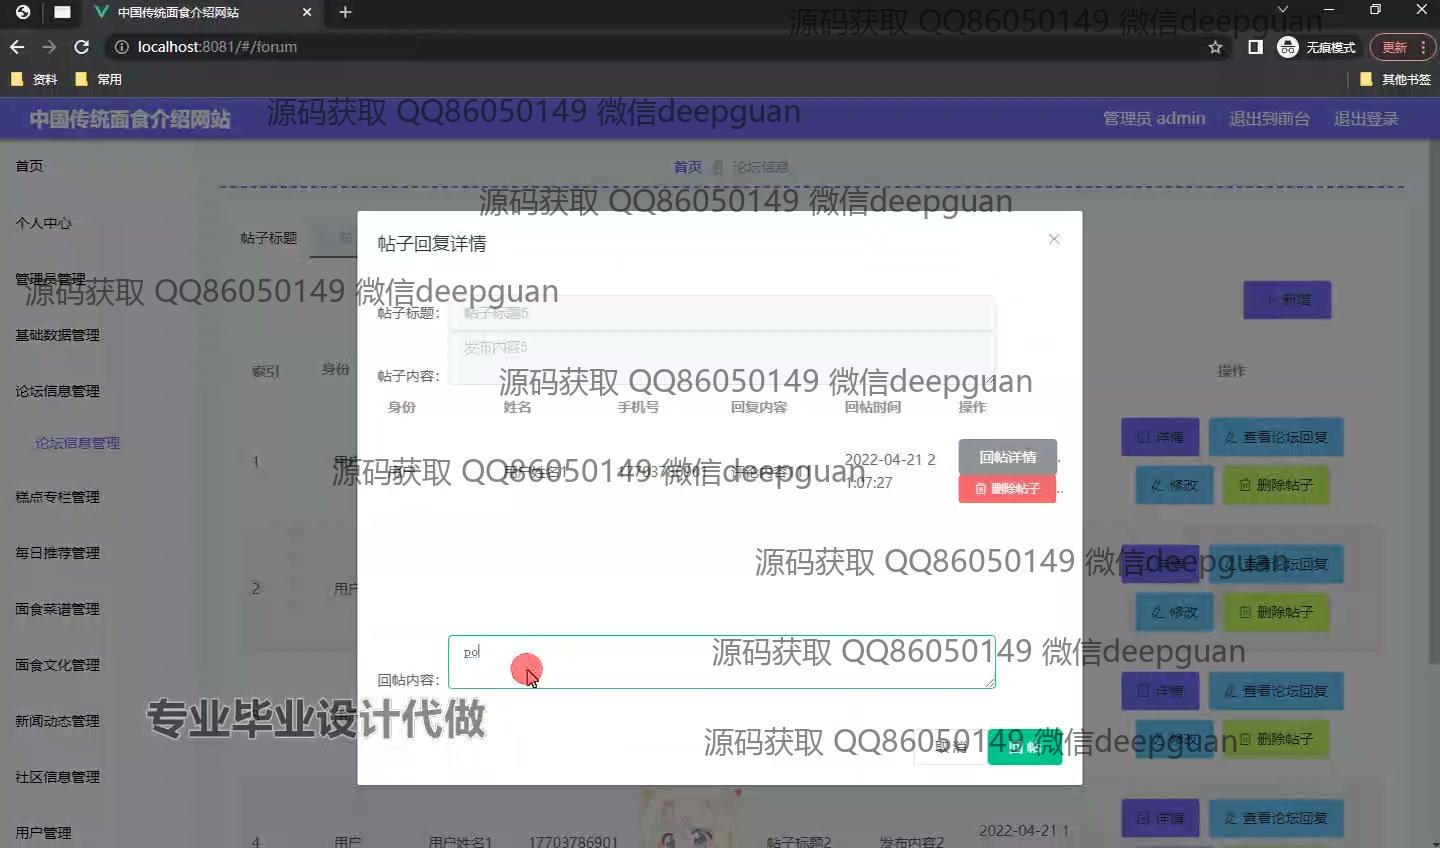 中国传统面食介绍网站
localhost:8081/#/forum
无痕模式
更新
资料
常用
其他书签
源码获取 QQ86050149 微信deepguan
中国传统面食介绍网站
源码获取 QQ86050149 微信deepguan
管理员 admin
退出到前台
退出登录
首页
首页
论坛信息
源码获取 QQ86050149 微信deepguan
个人中心
帖子标题
帖子回复详情
管理员管理
源码获取 QQ86050149 微信deepguan
新增
帖子标题：
帖子标题5
基础数据管理
发布内容5
索引
身份
帖子内容：
操作
源码获取 QQ86050149 微信deepguan
论坛信息管理
身份
姓名
手机号
回复内容
回帖时间
操作
论坛信息管理
1
用户
用户
用户姓名1
17703786901
2022-04-21 2
1:07:27
回帖详情
删除帖子
源码获取 QQ86050149 微信deepguan
详情
查看论坛回复
修改
删除帖子
糕点专栏管理
每日推荐管理
源码获取 QQ86050149 微信deepguan
详情
查看论坛回复
2
用户
修改
删除帖子
面食菜谱管理
面食文化管理
回帖内容：
pol
源码获取 QQ86050149 微信deepguan
详情
查看论坛回复
新闻动态管理
专业毕业设计代做
源码获取 QQ86050149 微信deepguan
取消
回帖
修改
删除帖子
社区信息管理
用户管理
4
用户
用户姓名1
17703786901
帖子标题2
发布内容2
2022-04-21 1
详情
查看论坛回复